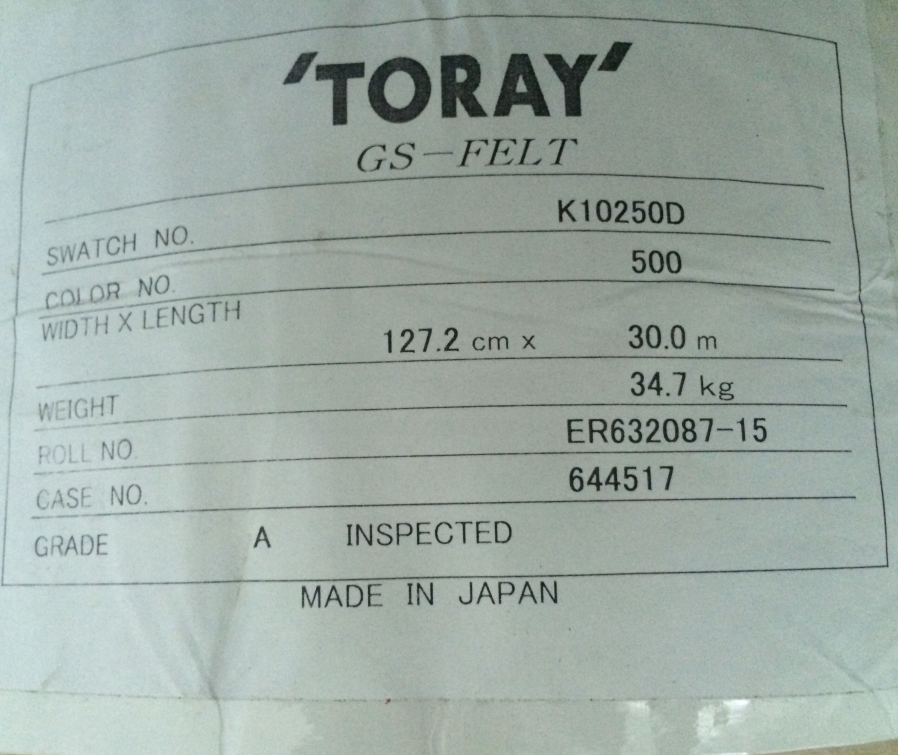 'TORAY'
GS-FELT
SWATCH NO. K10250D
COLOR NO. 500
WIDTH X LENGTH
127.2 cm x 30.0 m
WEIGHT 34.7 kg
ROLL NO. ER632087-15
CASE NO. 644517
GRADE A INSPECTED
MADE IN JAPAN